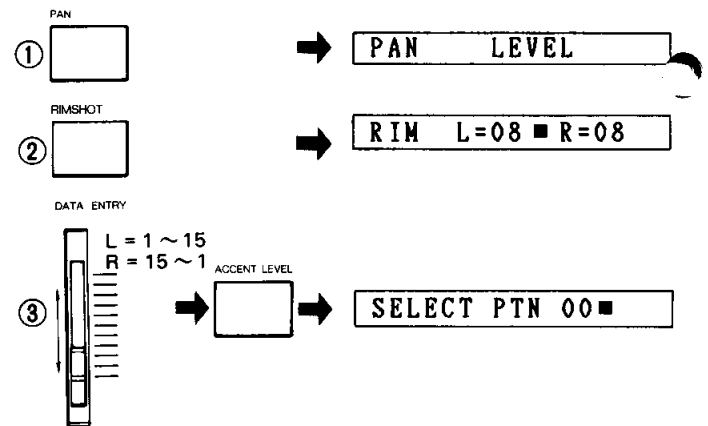 PAN
① PAN LEVEL
RIMSHOT
② RIM L=08 ■ R=08
DATA ENTRY
L = 1 ～ 15
R = 15 ～ 1
ACCENT LEVEL
③ SELECT PTN 00 ■